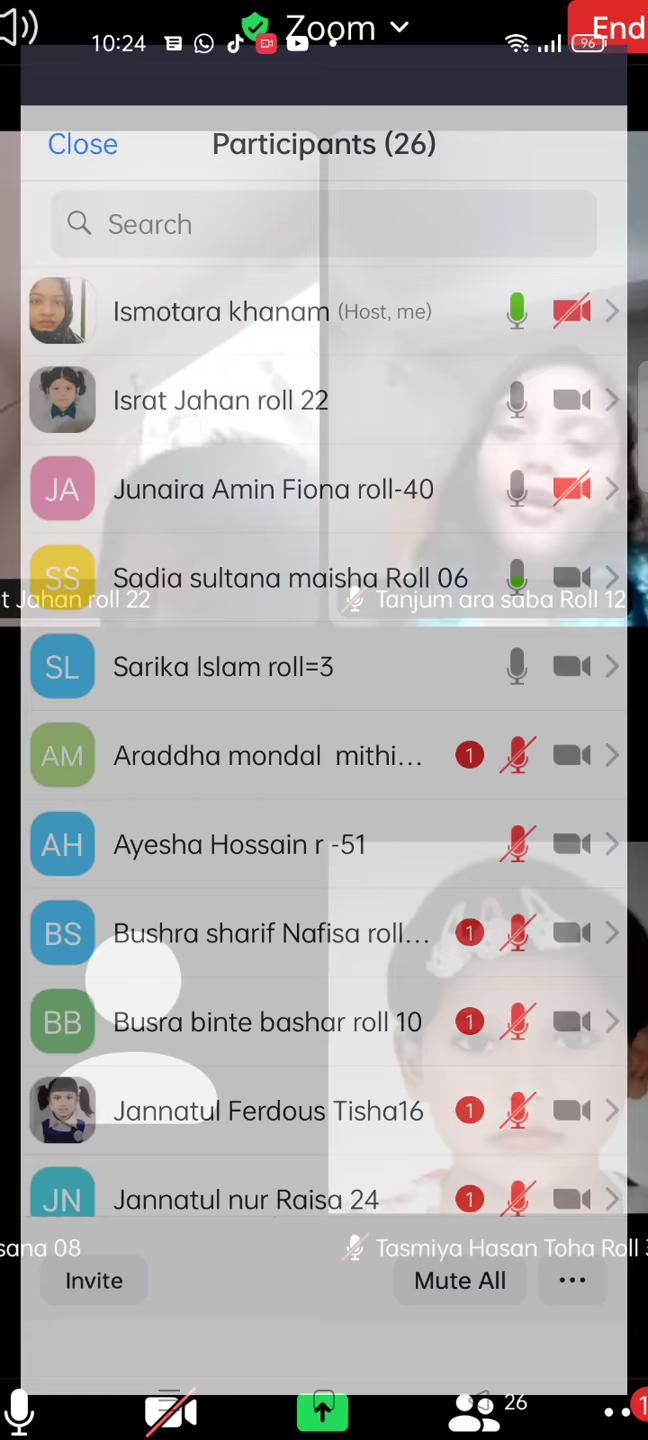 Zoom
End
10:24
96
Close
Participants (26)
Search
Ismotara khanam (Host, me)
Israt Jahan roll 22
JA
Junaira Amin Fiona roll-40
SS
Sadia sultana maisha Roll 06
t Jahan roll 22
Tanjum ara saba Roll 12
SL
Sarika Islam roll=3
AM
Araddha mondal mithi...
1
AH
Ayesha Hossain r -51
BS
Bushra sharif Nafisa roll...
1
BB
Busra binte bashar roll 10
1
Jannatul Ferdous Tisha16
1
JN
Jannatul nur Raisa 24
1
sana 08
Tasmiya Hasan Toha Roll
Invite
Mute All
...
26
1